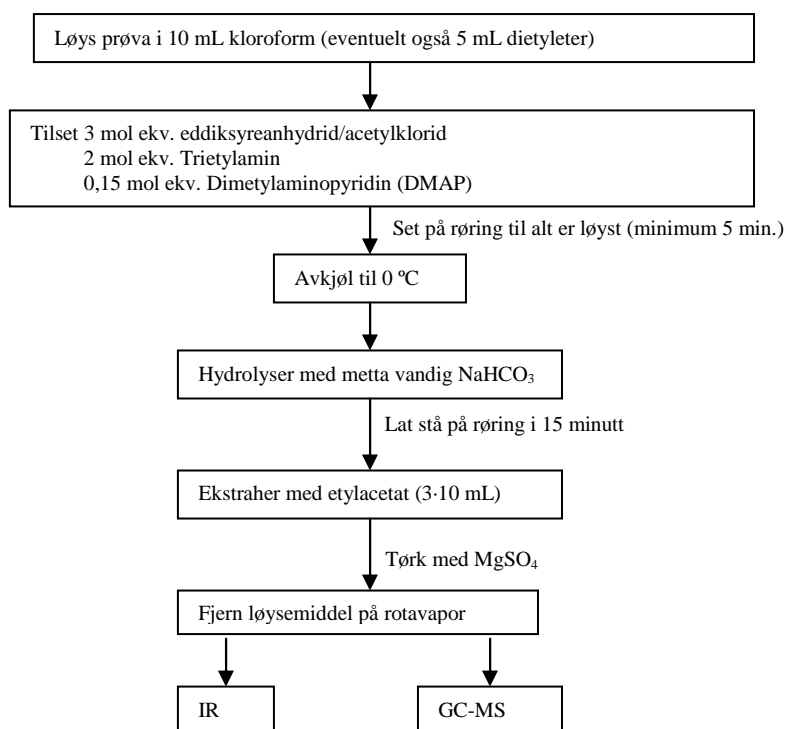 Løys prøva i 10 mL kloroform (eventuelt også 5 mL dietyleter)
Tilset 3 mol ekv. eddiksyreanhydrid/acetylklorid
2 mol ekv. Trietylamin
0,15 mol ekv. Dimetylaminopyridin (DMAP)
Set på røring til alt er løyst (minimum 5 min.)
Avkjøl til 0 ºC
Hydrolyser med metta vandig NaHCO₃
Lat stå på røring i 15 minutt
Ekstraher med etylacetat (3·10 mL)
Tørk med MgSO₄
Fjern løysemiddel på rotavapor
IR GC-MS